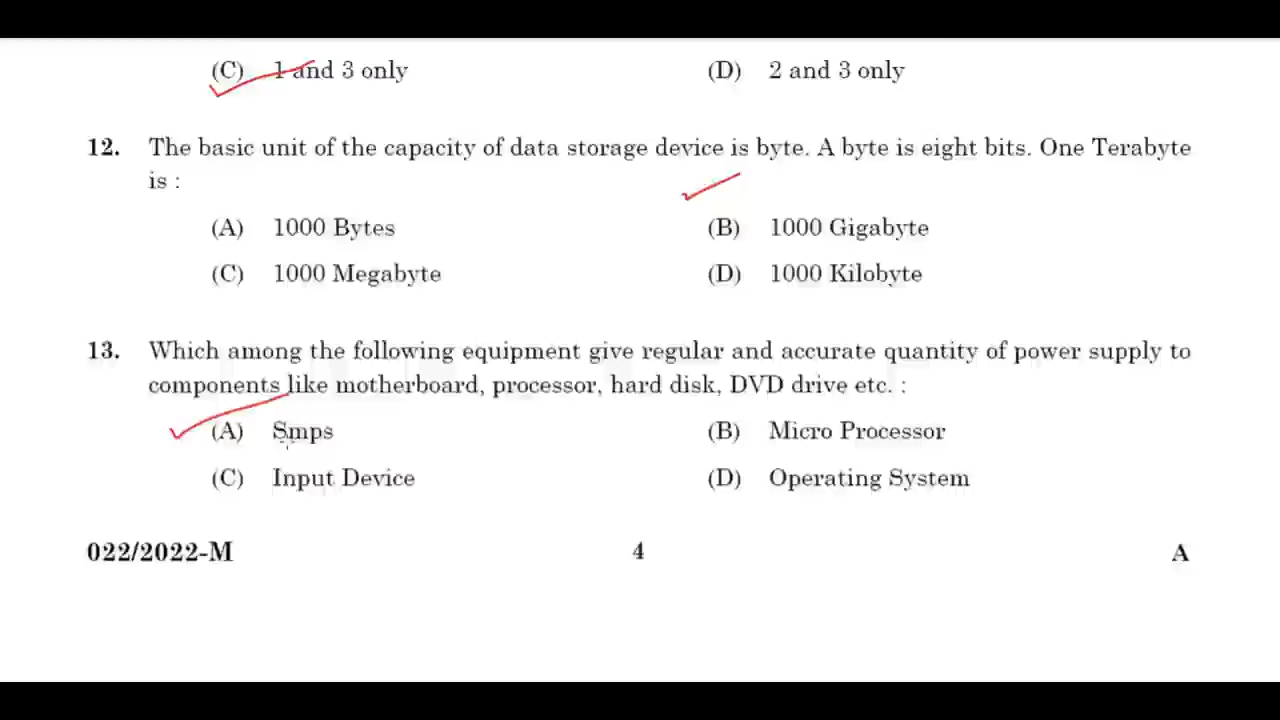 (C) 1 and 3 only (D) 2 and 3 only
12. The basic unit of the capacity of data storage device is byte. A byte is eight bits. One Terabyte
is :
(A) 1000 Bytes (B) 1000 Gigabyte
(C) 1000 Megabyte (D) 1000 Kilobyte
13. Which among the following equipment give regular and accurate quantity of power supply to
components like motherboard, processor, hard disk, DVD drive etc. :
(A) Smps (B) Micro Processor
(C) Input Device (D) Operating System
022/2022-M 4 A